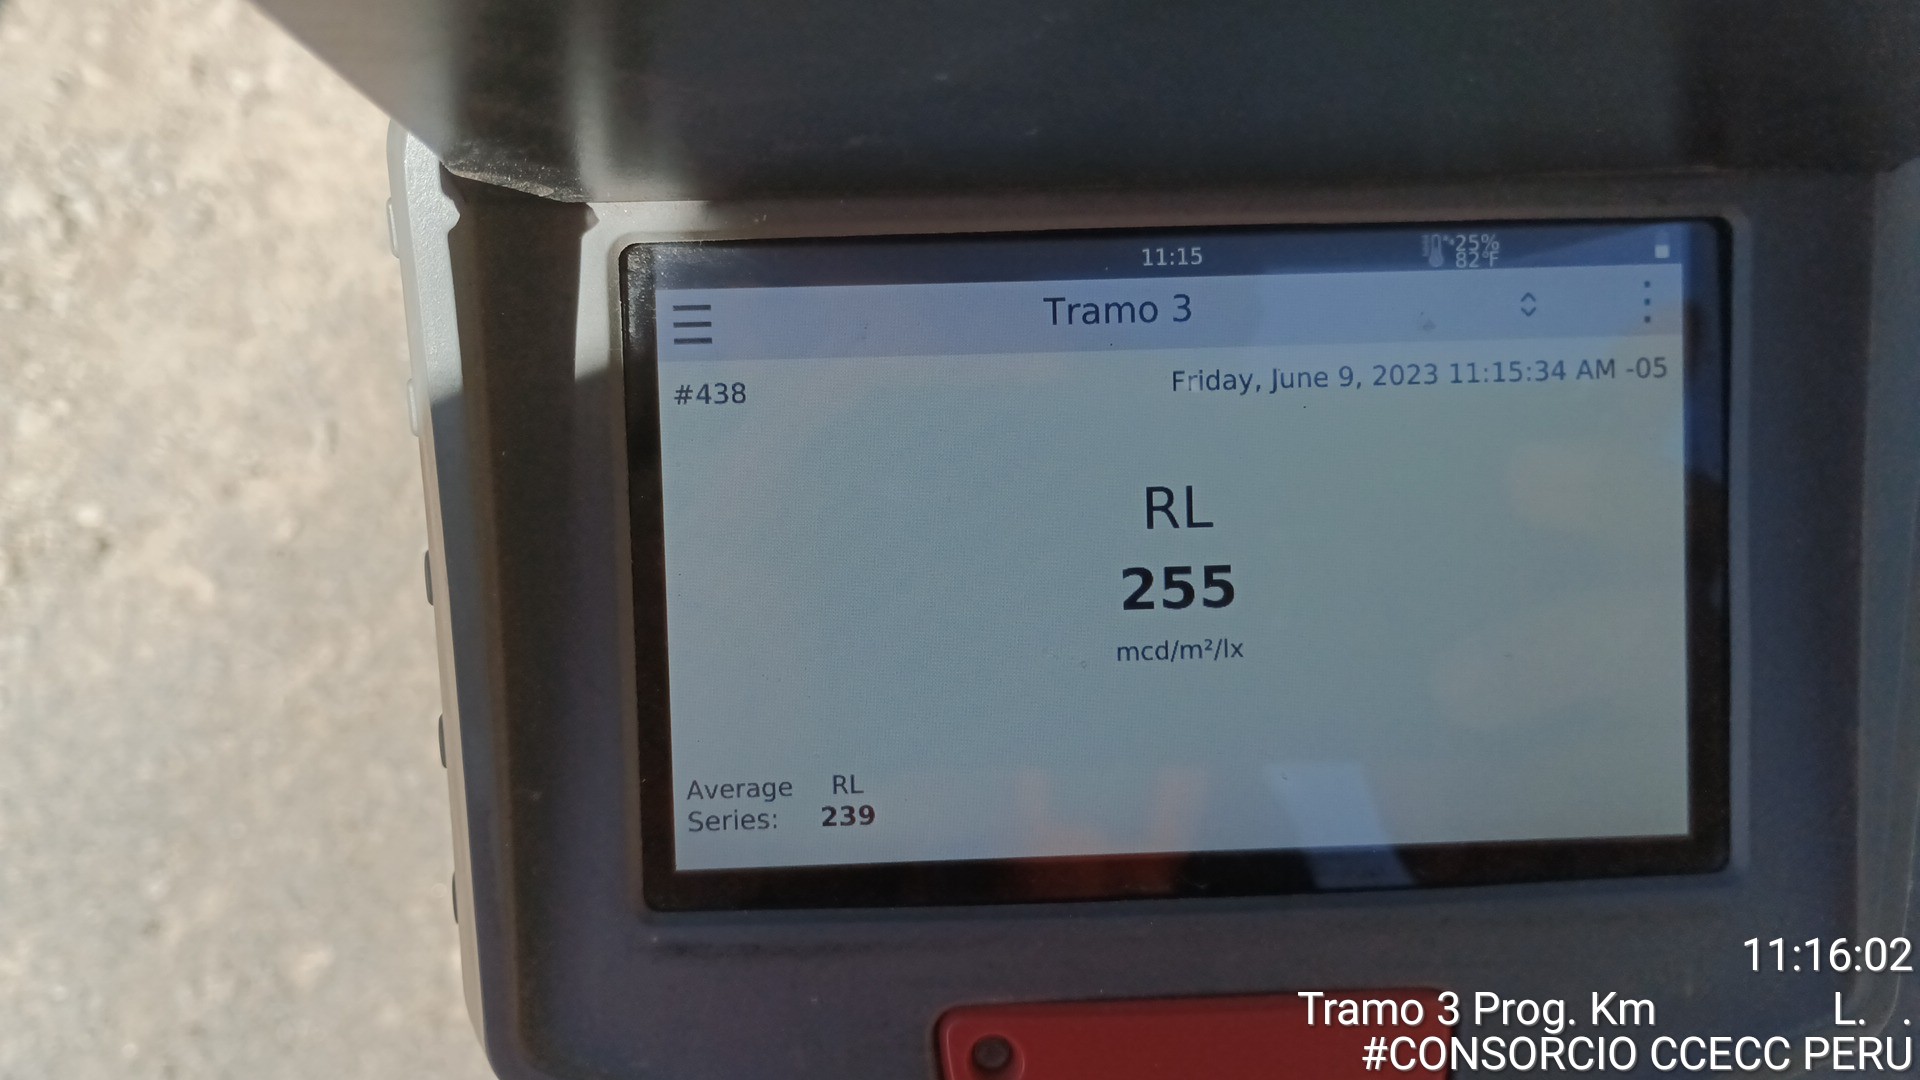 11:15
25%
82°F
Tramo 3
#438
Friday, June 9, 2023 11:15:34 AM -05
RL
255
mcd/m²/lx
Average RL
Series: 239
11:16:02
Tramo 3 Prog. Km L. .
#CONSORCIO CCECC PERU